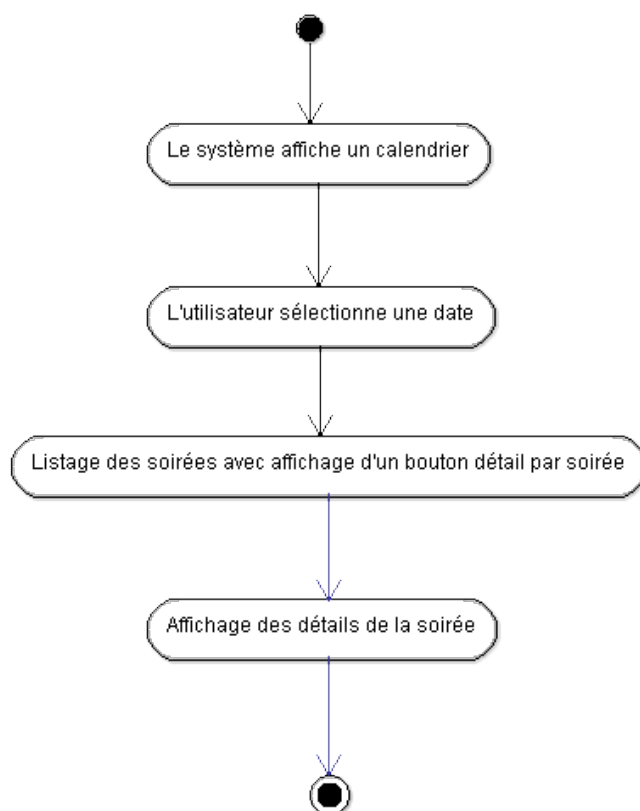 Le système affiche un calendrier
L'utilisateur sélectionne une date
Listage des soirées avec affichage d'un bouton détail par soirée
Affichage des détails de la soirée